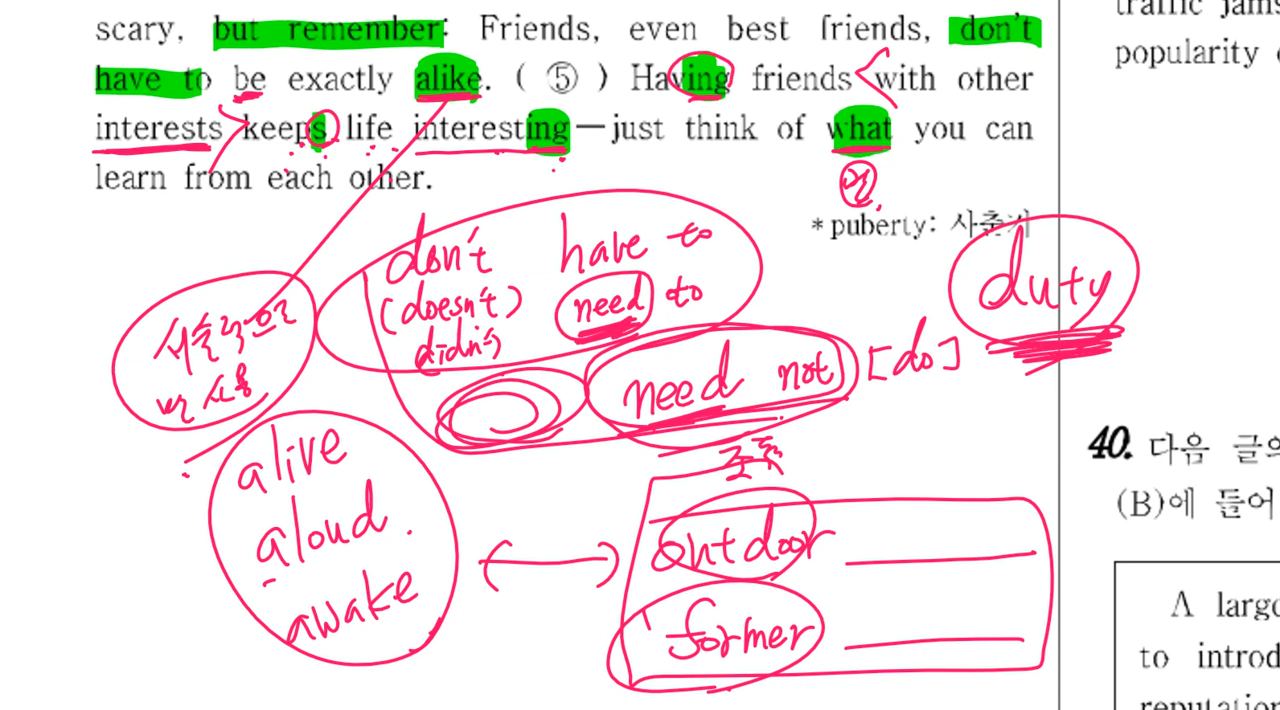 scary, but remember: Friends, even best friends, don't
have to be exactly alike. ( ⑤ ) Having friends with other
interests keeps life interesting―just think of what you can
learn from each other.
* puberty: 사춘기
don't have to
(doesn't) need to
didn't
need not [do]
duty
서술적으로
만 사용
alive
aloud
awake
조동
outdoor
former
traffic jams
popularity
40. 다음 글의
(B)에 들어
A large
to introd
reputation